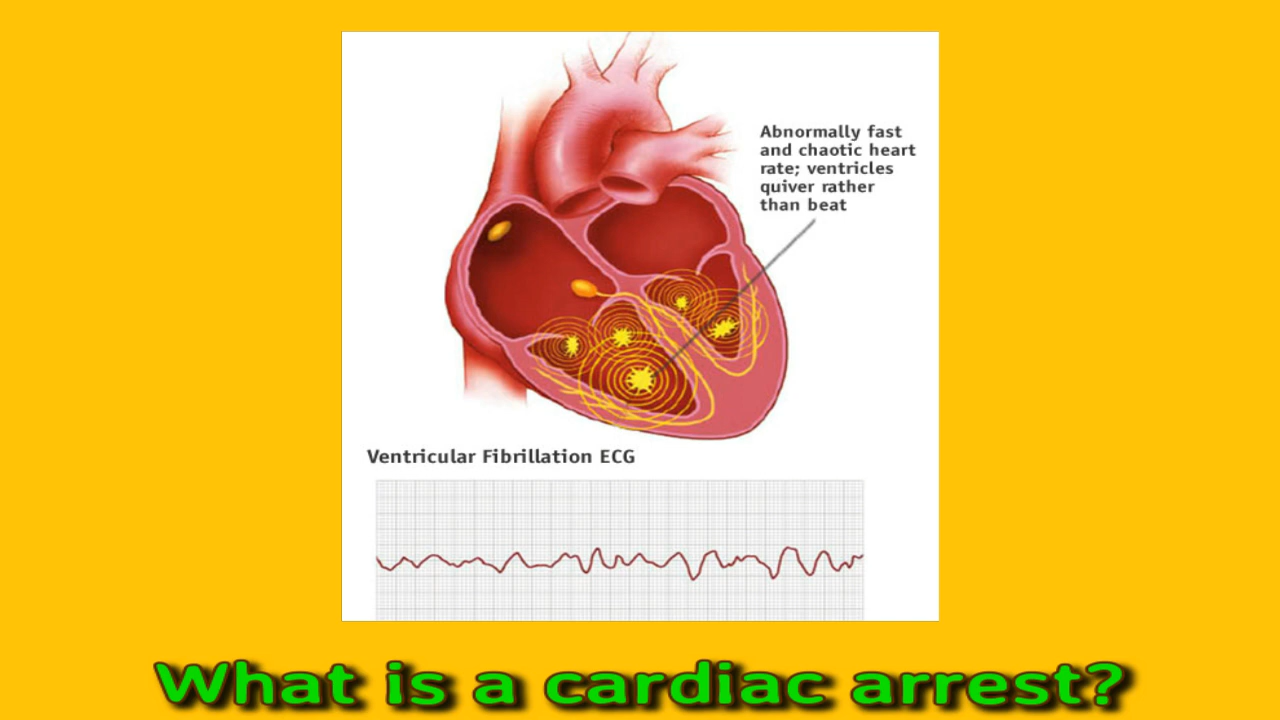 Abnormally fast
and chaotic heart
rate; ventricles
quiver rather
than beat
Ventricular Fibrillation ECG
What is a cardiac arrest?